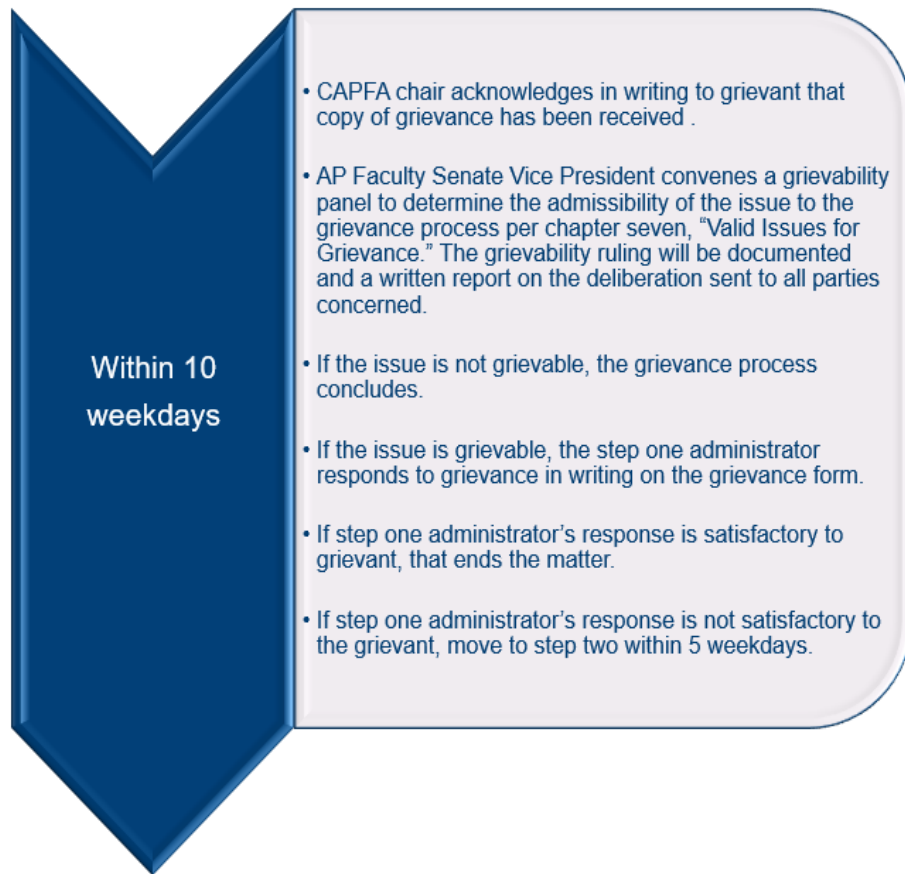 Within 10
weekdays
• CAPFA chair acknowledges in writing to grievant that
copy of grievance has been received .
• AP Faculty Senate Vice President convenes a grievability
panel to determine the admissibility of the issue to the
grievance process per chapter seven, “Valid Issues for
Grievance.” The grievability ruling will be documented
and a written report on the deliberation sent to all parties
concerned.
• If the issue is not grievable, the grievance process
concludes.
• If the issue is grievable, the step one administrator
responds to grievance in writing on the grievance form.
• If step one administrator’s response is satisfactory to
grievant, that ends the matter.
• If step one administrator’s response is not satisfactory to
the grievant, move to step two within 5 weekdays.